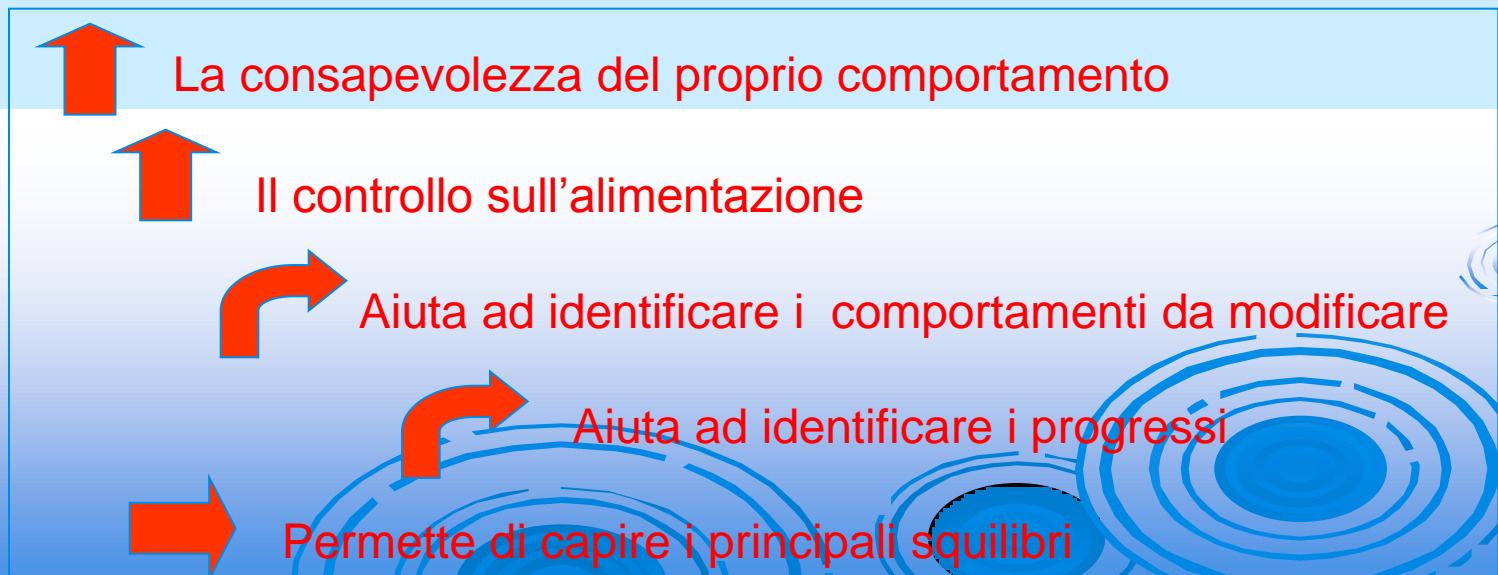 La consapevolezza del proprio comportamento
Il controllo sull’alimentazione
Aiuta ad identificare i comportamenti da modificare
Aiuta ad identificare i progressi
Permette di capire i principali squilibri